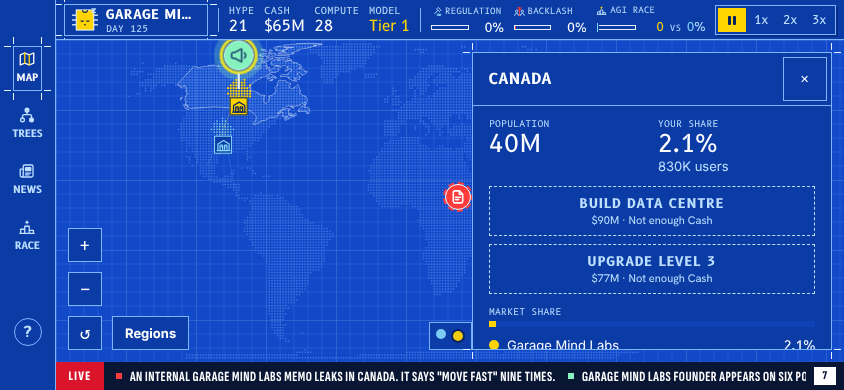 GARAGE MI...
DAY 125
HYPE
21
CASH
$65M
COMPUTE
28
MODEL
Tier 1
REGULATION
0%
BACKLASH
0%
AGI RACE
0 VS 0%
1x
2x
3x
MAP
TREES
NEWS
RACE
?
+
−
↺
Regions
CANADA
×
POPULATION
40M
YOUR SHARE
2.1%
830K users
BUILD DATA CENTRE
$90M · Not enough Cash
UPGRADE LEVEL 3
$77M · Not enough Cash
MARKET SHARE
Garage Mind Labs 2.1%
LIVE
AN INTERNAL GARAGE MIND LABS MEMO LEAKS IN CANADA. IT SAYS "MOVE FAST" NINE TIMES.
GARAGE MIND LABS FOUNDER APPEARS ON SIX PO
7